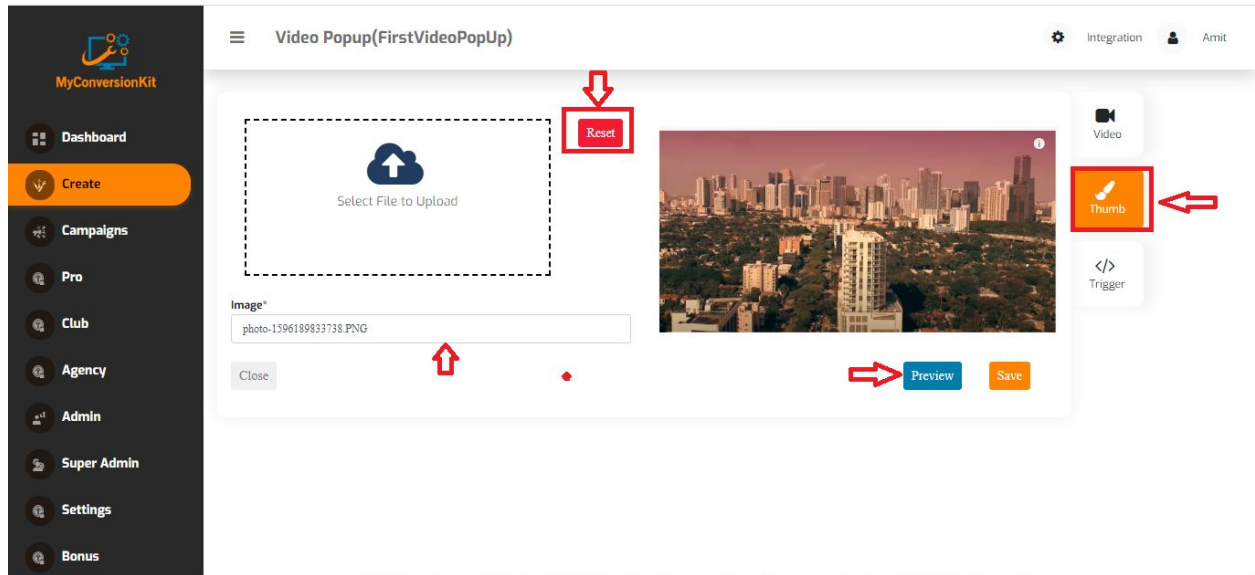 MyConversionKit
Dashboard
Create
Campaigns
Pro
Club
Agency
Admin
Super Admin
Settings
Bonus
Video Popup(FirstVideoPopUp)
Integration
Amit
Select File to Upload
Reset
Image*
photo-1596189833738.PNG
Close
Preview
Save
Video
Thumb
</>
Trigger